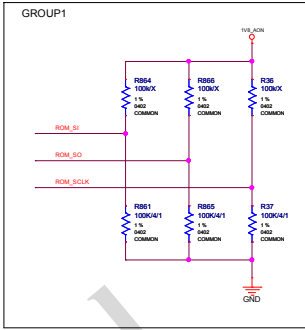 GROUP1
1V8_AON
R864
100k/X
1 %
0402
COMMON
R866
100k/X
1 %
0402
COMMON
R36
100k/X
1 %
0402
COMMON
ROM_SI
ROM_SO
ROM_SCLK
R861
100K/4/1
1 %
0402
COMMON
R865
100K/4/1
1 %
0402
COMMON
R37
100K/4/1
1 %
0402
COMMON
GND